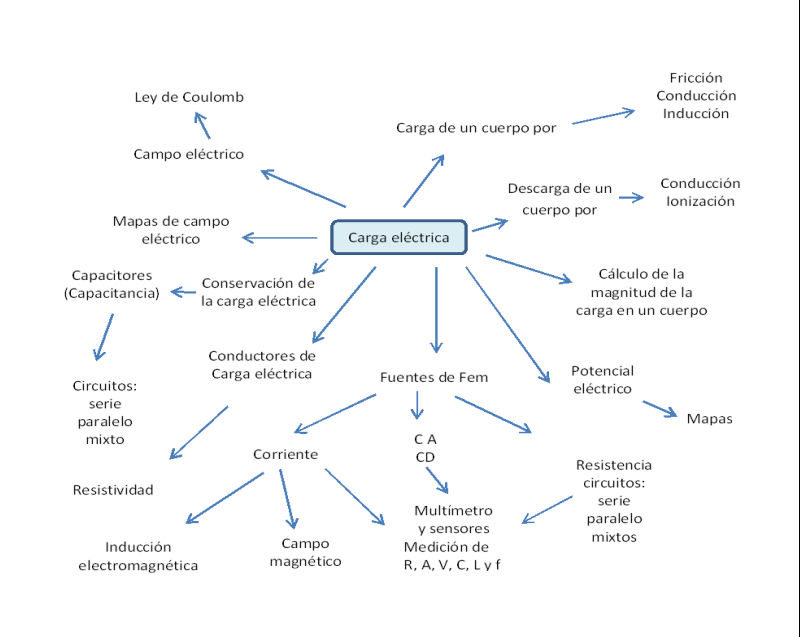 Ley de Coulomb
Campo eléctrico
Mapas de campo
eléctrico
Carga eléctrica
Carga de un cuerpo por
Fricción
Conducción
Inducción
Descarga de un
cuerpo por
Conducción
Ionización
Cálculo de la
magnitud de la
carga en un cuerpo
Capacitores
(Capacitancia)
Conservación de
la carga eléctrica
Circuitos:
serie
paralelo
mixto
Conductores de
Carga eléctrica
Resistividad
Fuentes de Fem
Potencial
eléctrico
Mapas
Corriente
C A
CD
Resistencia
circuitos:
serie
paralelo
mixtos
Inducción
electromagnética
Campo
magnético
Multímetro
y sensores
Medición de
R, A, V, C, L y f